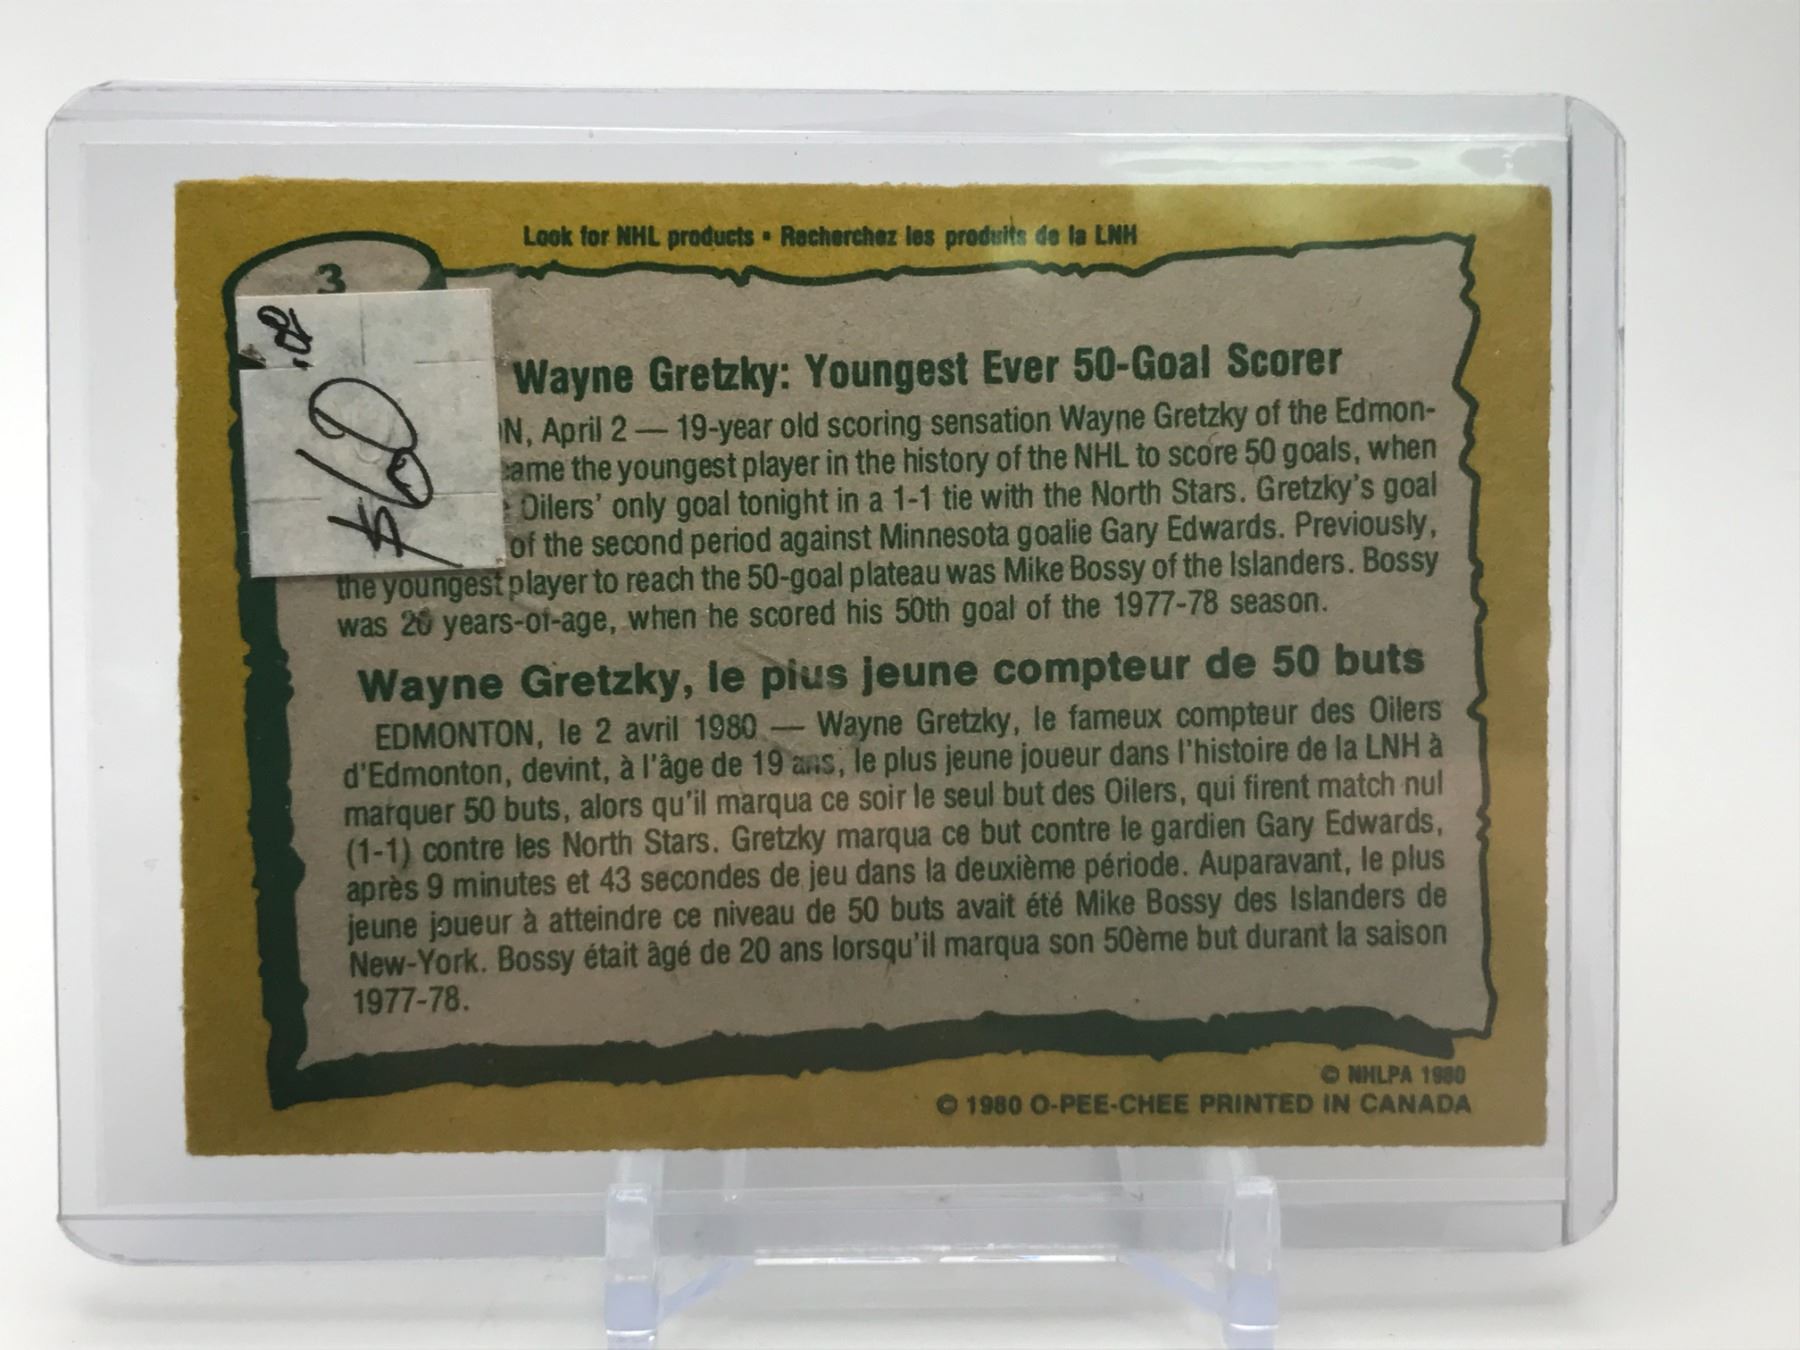 Look for NHL products • Recherchez les produits de la LNH
3
Wayne Gretzky: Youngest Ever 50-Goal Scorer
N, April 2 — 19-year old scoring sensation Wayne Gretzky of the Edmon-
ame the youngest player in the history of the NHL to score 50 goals, when
Oilers' only goal tonight in a 1-1 tie with the North Stars. Gretzky's goal
of the second period against Minnesota goalie Gary Edwards. Previously,
the youngest player to reach the 50-goal plateau was Mike Bossy of the Islanders. Bossy
was 20 years-of-age, when he scored his 50th goal of the 1977-78 season.
Wayne Gretzky, le plus jeune compteur de 50 buts
EDMONTON, le 2 avril 1980 — Wayne Gretzky, le fameux compteur des Oilers
d'Edmonton, devint, à l'âge de 19 ans, le plus jeune joueur dans l'histoire de la LNH à
marquer 50 buts, alors qu'il marqua ce soir le seul but des Oilers, qui firent match nul
(1-1) contre les North Stars. Gretzky marqua ce but contre le gardien Gary Edwards,
après 9 minutes et 43 secondes de jeu dans la deuxième période. Auparavant, le plus
jeune joueur à atteindre ce niveau de 50 buts avait été Mike Bossy des Islanders de
New-York. Bossy était âgé de 20 ans lorsqu'il marqua son 50ème but durant la saison
1977-78.
© NHLPA 1980
© 1980 O-PEE-CHEE PRINTED IN CANADA